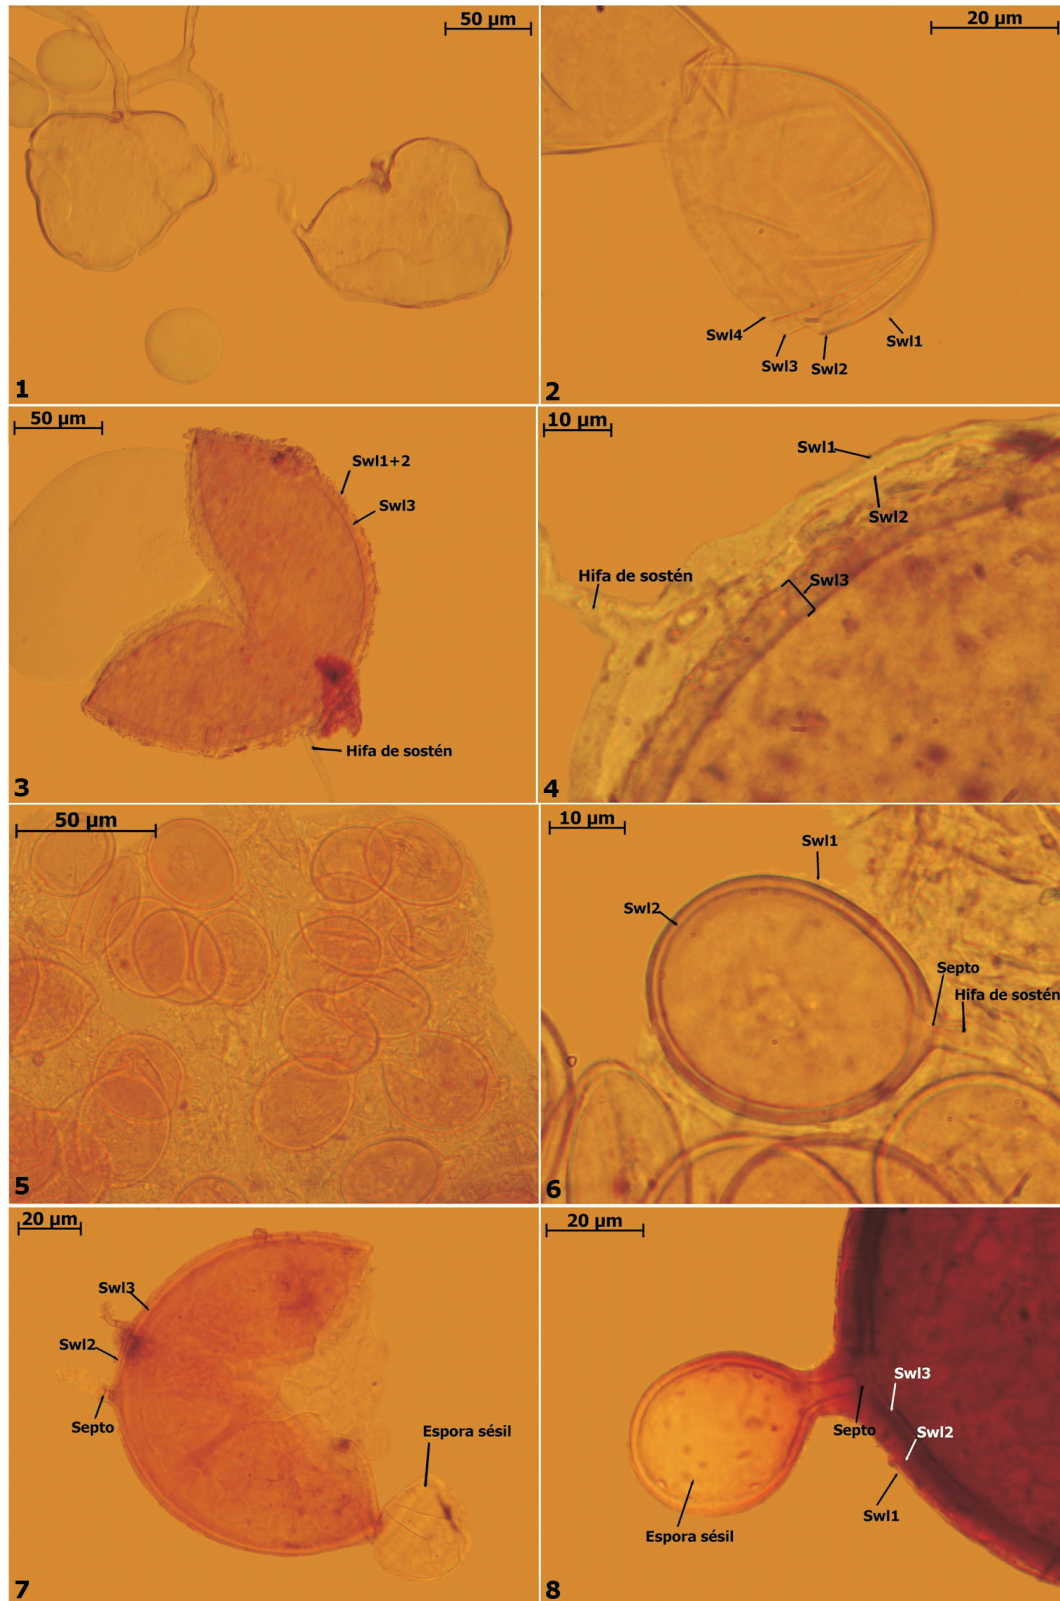 50 µm
1
20 µm
Swl4
Swl3
Swl2
Swl1
2
50 µm
Swl1+2
Swl3
Hifa de sostén
3
10 µm
Swl1
Swl2
Swl3
Hifa de sostén
4
50 µm
5
10 µm
Swl1
Swl2
Septo
Hifa de sostén
6
20 µm
Swl3
Swl2
Septo
Espora sésil
7
20 µm
Swl3
Septo
Swl2
Swl1
Espora sésil
8